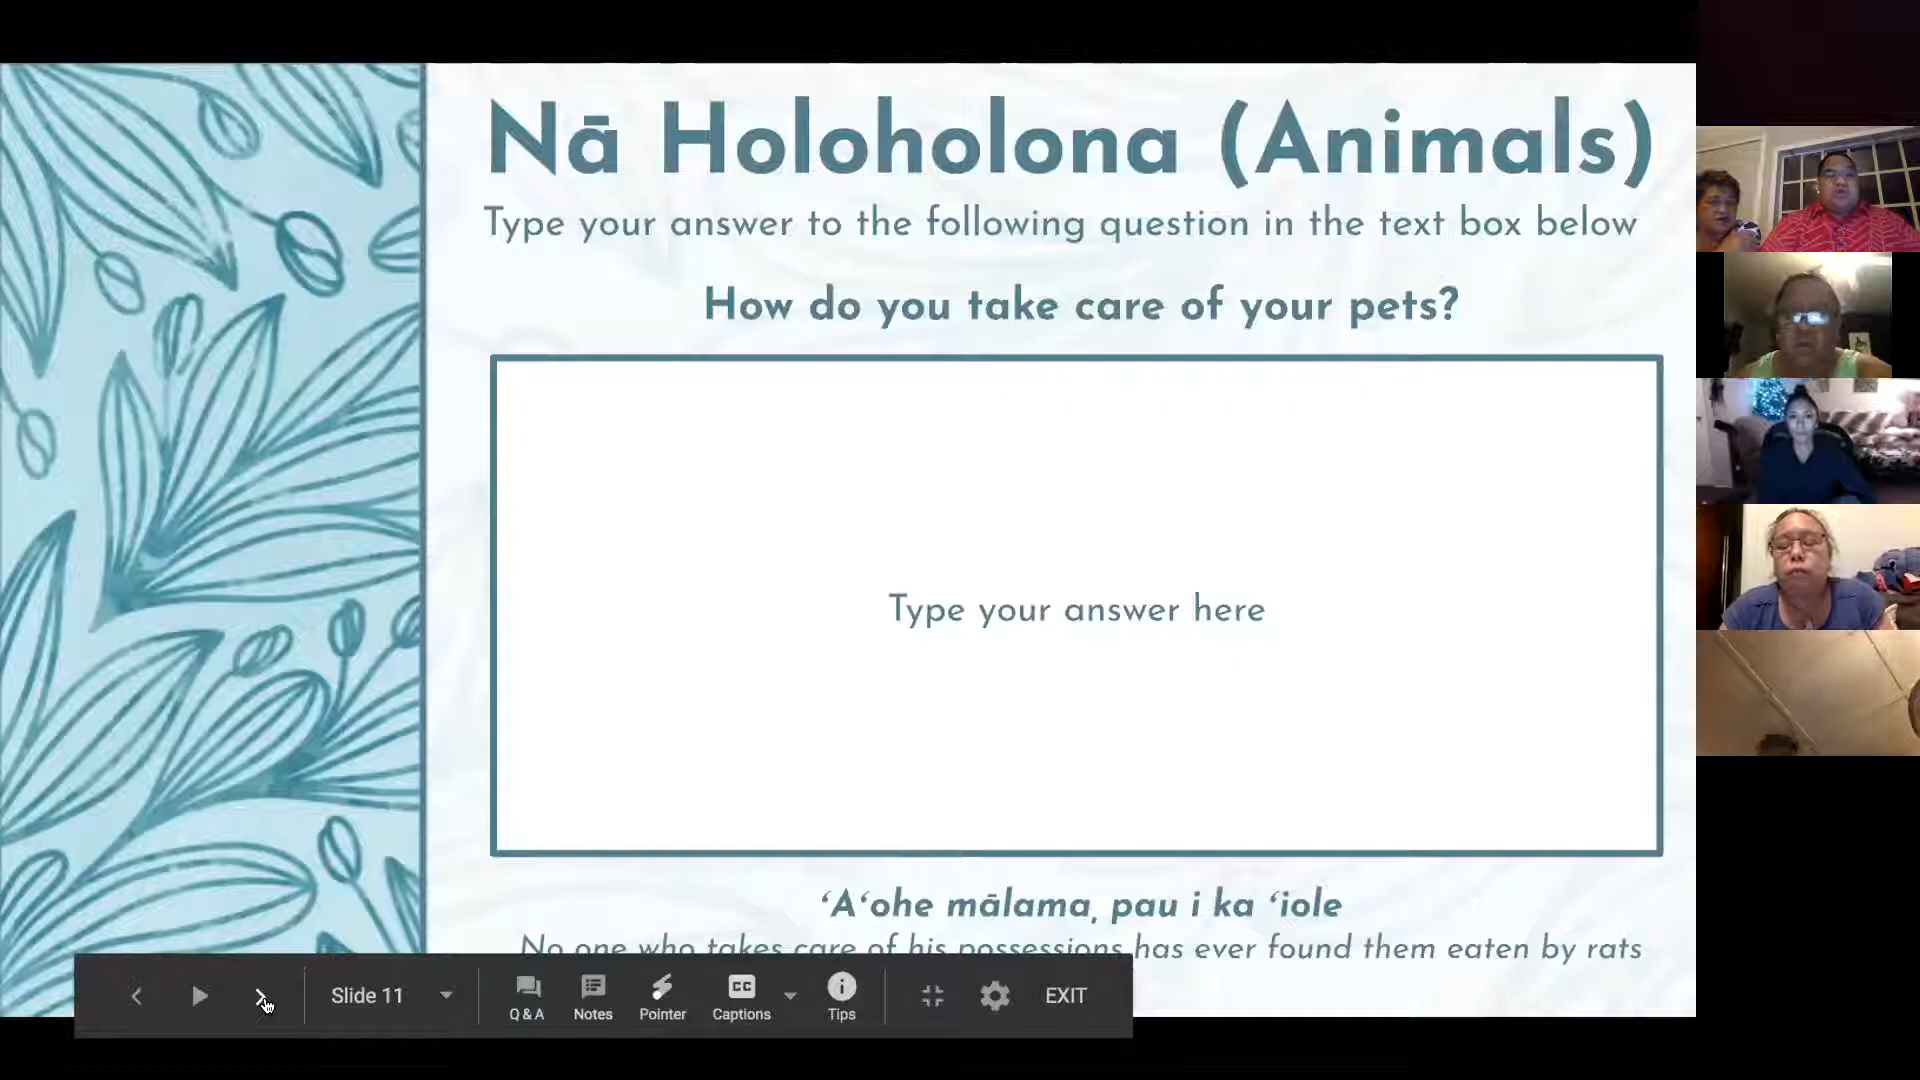 Nā Holoholona (Animals)
Type your answer to the following question in the text box below
How do you take care of your pets?
Type your answer here
ʻAʻohe mālama, pau i ka ʻiole
No one who takes care of his possessions has ever found them eaten by rats
Slide 11
Q & A
Notes
Pointer
CC
Captions
Tips
EXIT